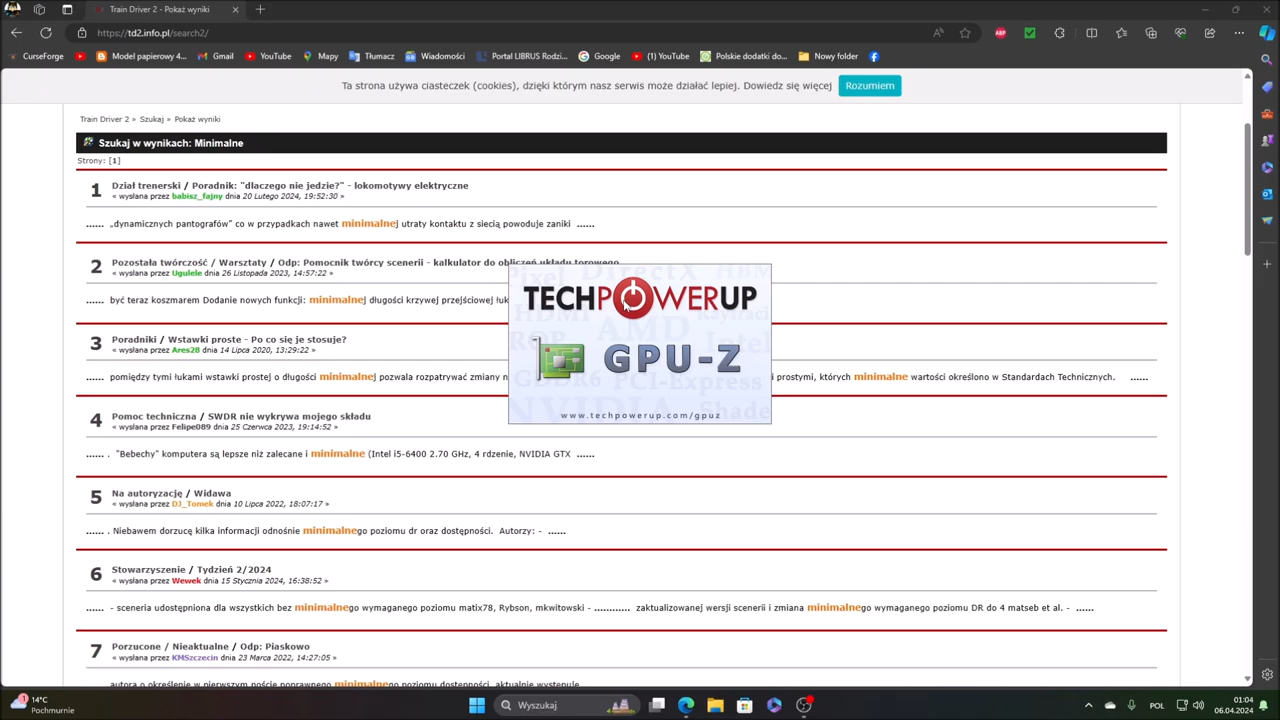 Train Driver 2 - Pokaż wyniki
https://td2.info.pl/search2/
CurseForge
Model papierowy 4...
Gmail
YouTube
Mapy
Tłumacz
Wiadomości
Portal LIBRUS Rodzi...
Google
(1) YouTube
Polskie dodatki do...
Nowy folder
Ta strona używa ciasteczek (cookies), dzięki którym nasz serwis może działać lepiej. Dowiedz się więcej
Rozumiem
Train Driver 2 » Szukaj » Pokaż wyniki
Szukaj w wynikach: Minimalne
Strony: [1]
1
Dział trenerski / Poradnik: "dlaczego nie jedzie?" - lokomotywy elektryczne
« wysłana przez babisz_fajny dnia 20 Lutego 2024, 19:52:30 »
...... „dynamicznych pantografów” co w przypadkach nawet minimalnej utraty kontaktu z siecią powoduje zaniki ......
2
Pozostała twórczość / Warsztaty / Odp: Pomocnik twórcy scenerii - kalkulator do obliczeń układu torowego
« wysłana przez Ugulele dnia 26 Listopada 2023, 14:57:22 »
...... być teraz koszmarem Dodanie nowych funkcji: minimalnej długości krzywej przejściowej
TECHPOWERUP
GPU-Z
www.techpowerup.com/gpuz
3
Poradniki / Wstawki proste - Po co się je stosuje?
« wysłana przez Ares28 dnia 14 Lipca 2020, 13:29:22 »
...... pomiędzy tymi łukami wstawki prostej o długości minimalnej pozwala rozpatrywać zmiany i prostymi, których minimalne wartości określono w Standardach Technicznych. ......
4
Pomoc techniczna / SWDR nie wykrywa mojego składu
« wysłana przez Felipe089 dnia 25 Czerwca 2023, 19:14:52 »
...... . "Bebechy" komputera są lepsze niż zalecane i minimalne (Intel i5-6400 2.70 GHz, 4 rdzenie, NVIDIA GTX ......
5
Na autoryzację / Widawa
« wysłana przez DJ_Tomek dnia 10 Lipca 2022, 18:07:17 »
...... . Niebawem dorzucę kilka informacji odnośnie minimalnego poziomu dr oraz dostępności. Autorzy: - ......
6
Stowarzyszenie / Tydzień 2/2024
« wysłana przez Wewek dnia 15 Stycznia 2024, 16:38:52 »
...... - sceneria udostępniona dla wszystkich bez minimalnego wymaganego poziomu matix78, Rybson, mkwitowski - ............ zaktualizowanej wersji scenerii i zmiana minimalnego wymaganego poziomu DR do 4 matseb et al. - ......
7
Porzucone / Nieaktualne / Odp: Piaskowo
« wysłana przez KMSzczecin dnia 23 Marca 2022, 14:27:05 »
autora o określenie w pierwszym poście poprawnego minimalnego poziomu dostępności, aktualnie występuje
14°C
Pochmurnie
Wyszukaj
POL
01:04
06.04.2024